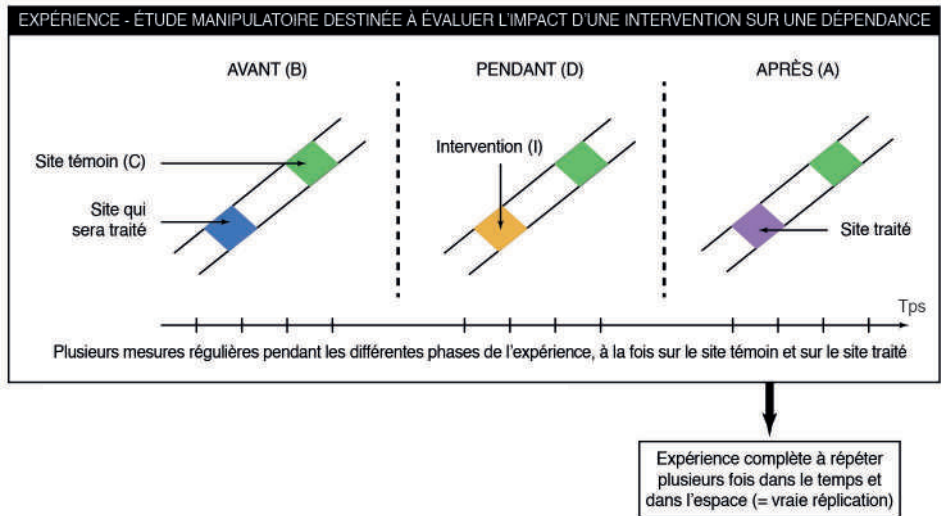 EXPÉRIENCE - ÉTUDE MANIPULATOIRE DESTINÉE À ÉVALUER L'IMPACT D'UNE INTERVENTION SUR UNE DÉPENDANCE
AVANT (B)
PENDANT (D)
APRÈS (A)
Site témoin (C)
Intervention (I)
Site qui
sera traité
Site traité
Tps
Plusieurs mesures régulières pendant les différentes phases de l'expérience, à la fois sur le site témoin et sur le site traité
Expérience complète à répéter
plusieurs fois dans le temps et
dans l'espace (= vraie réplication)